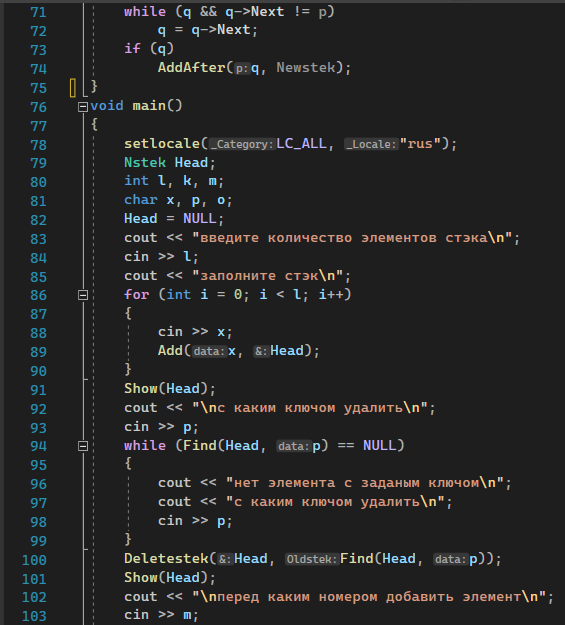 71 while (q && q->Next != p)
72 q = q->Next;
73 if (q)
74 AddAfter(p:q, Newstek);
75 }
76 void main()
77 {
78 setlocale(_Category:LC_ALL, _Locale:"rus");
79 Nstek Head;
80 int l, k, m;
81 char x, p, o;
82 Head = NULL;
83 cout << "введите количество элементов стэка\n";
84 cin >> l;
85 cout << "заполните стэк\n";
86 for (int i = 0; i < l; i++)
87 {
88 cin >> x;
89 Add(data:x, &:Head);
90 }
91 Show(Head);
92 cout << "\nс каким ключом удалить\n";
93 cin >> p;
94 while (Find(Head, data:p) == NULL)
95 {
96 cout << "нет элемента с заданым ключом\n";
97 cout << "с каким ключом удалить\n";
98 cin >> p;
99 }
100 Deletestek(&:Head, Oldstek:Find(Head, data:p));
101 Show(Head);
102 cout << "\nперед каким номером добавить элемент\n";
103 cin >> m;